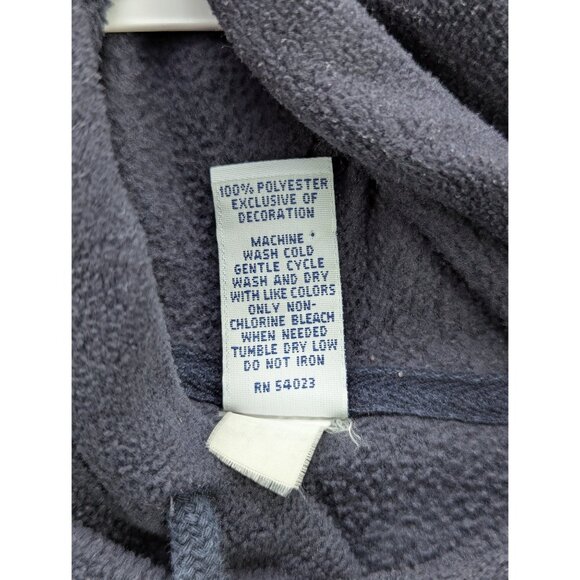 100% POLYESTER
EXCLUSIVE OF
DECORATION
MACHINE
WASH COLD
GENTLE CYCLE
WASH AND DRY
WITH LIKE COLORS
ONLY NON-
CHLORINE BLEACH
WHEN NEEDED
TUMBLE DRY LOW
DO NOT IRON
RN 54023